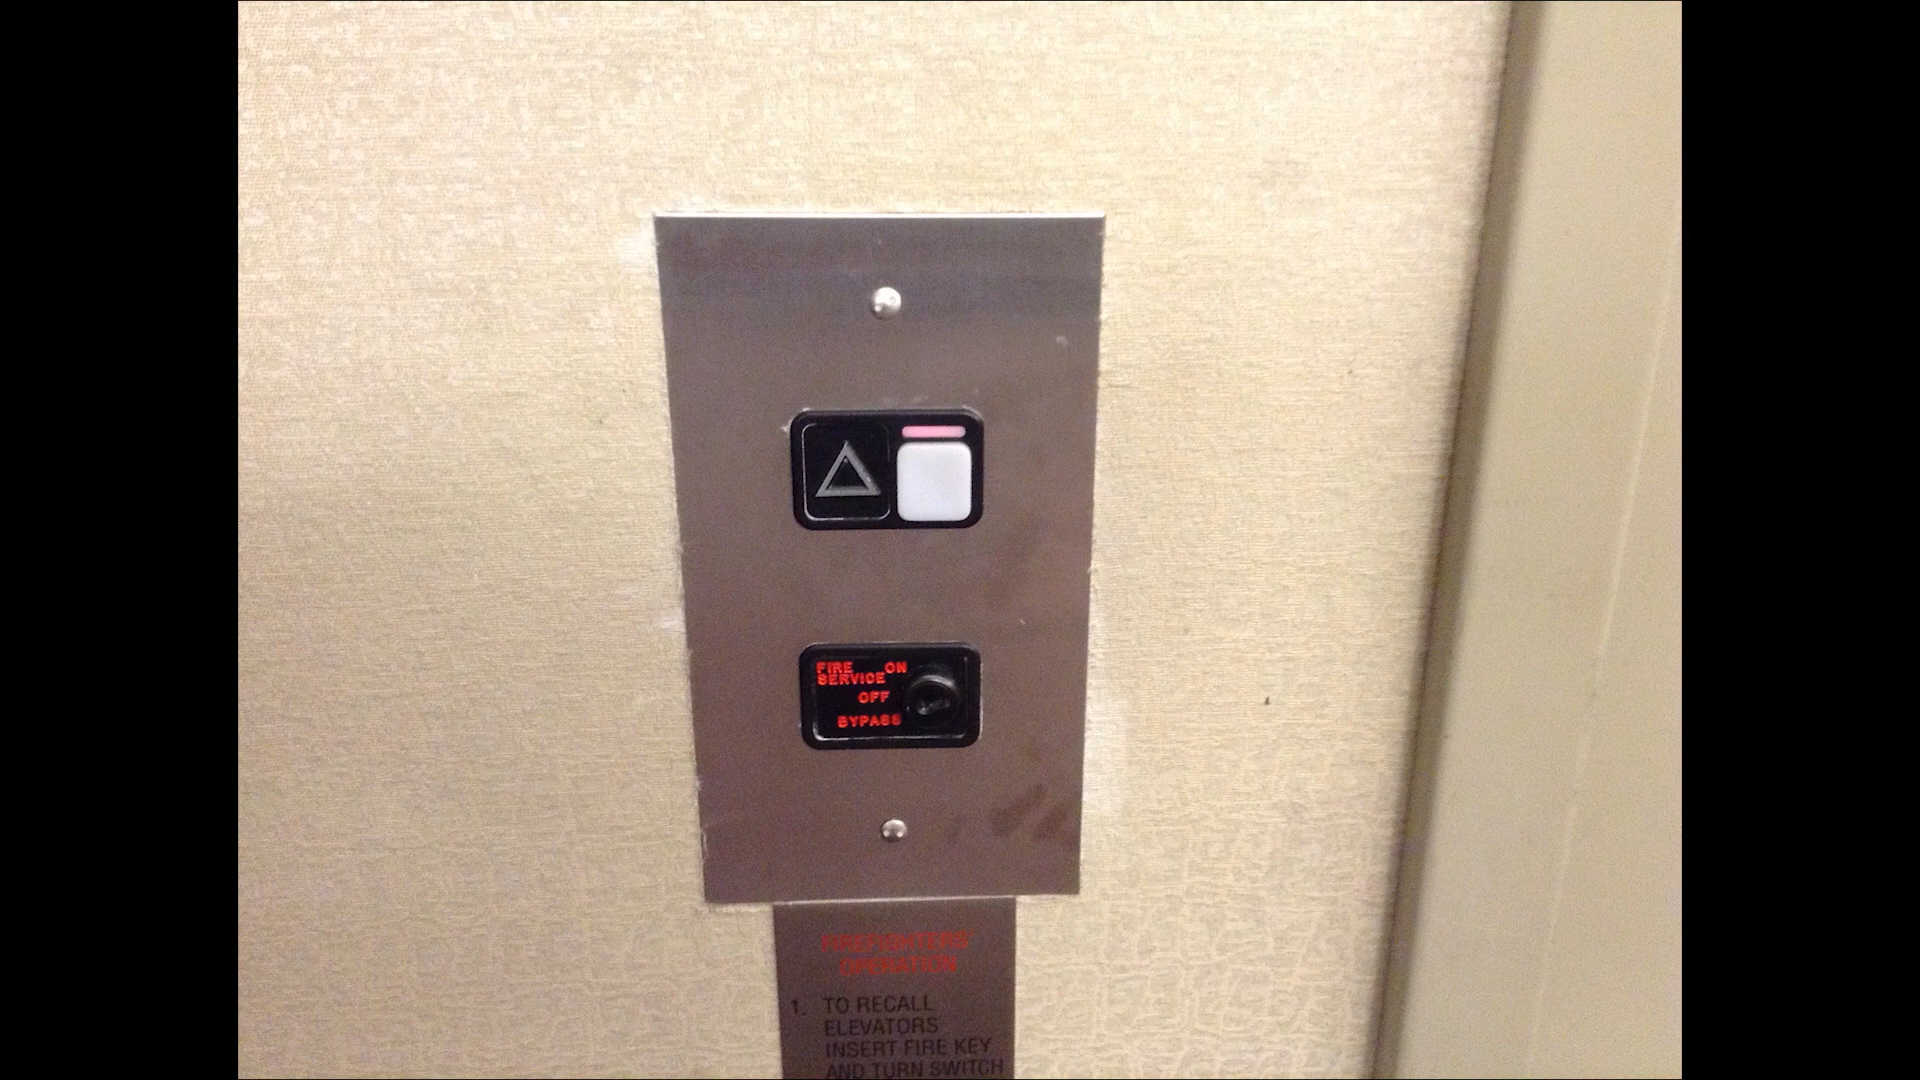 FIRE ON
SERVICE
OFF
BYPASS
FIREFIGHTERS'
OPERATION
1. TO RECALL
ELEVATORS
INSERT FIRE KEY
AND TURN SWITCH